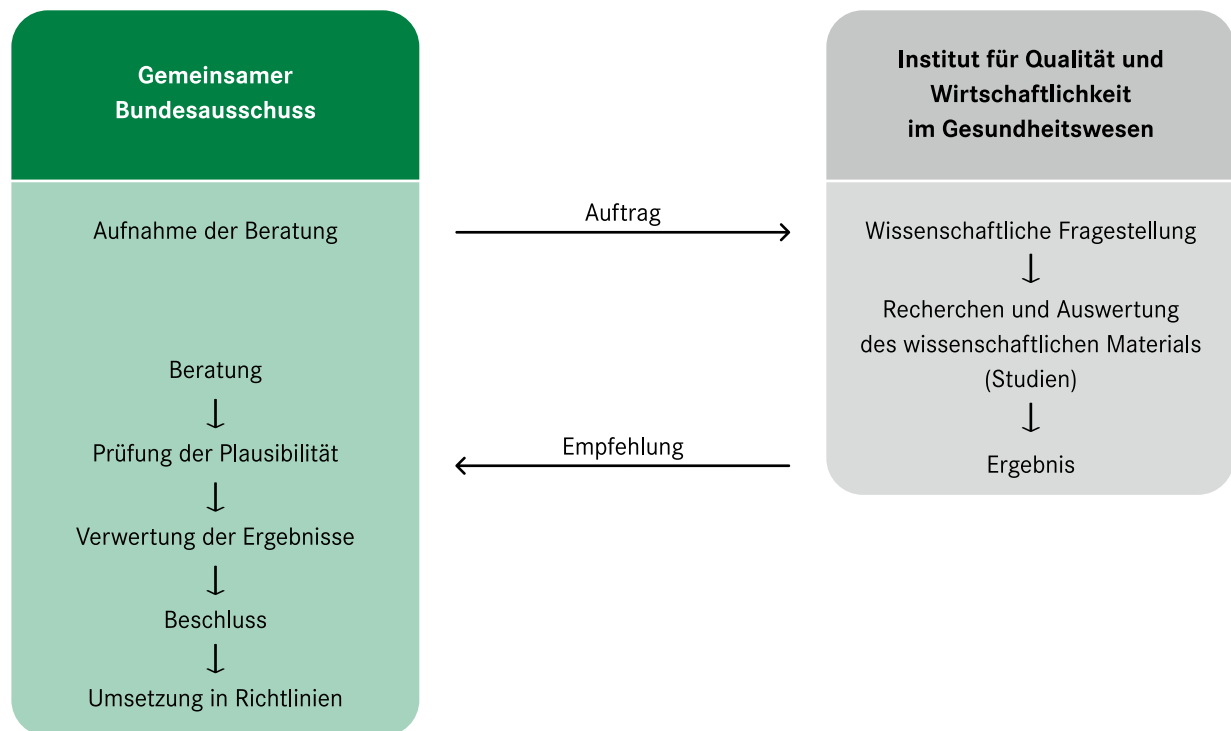 Gemeinsamer
Bundesausschuss
Aufnahme der Beratung
Beratung
Prüfung der Plausibilität
Verwertung der Ergebnisse
Beschluss
Umsetzung in Richtlinien
Auftrag
Empfehlung
Institut für Qualität und
Wirtschaftlichkeit
im Gesundheitswesen
Wissenschaftliche Fragestellung
Recherchen und Auswertung
des wissenschaftlichen Materials
(Studien)
Ergebnis